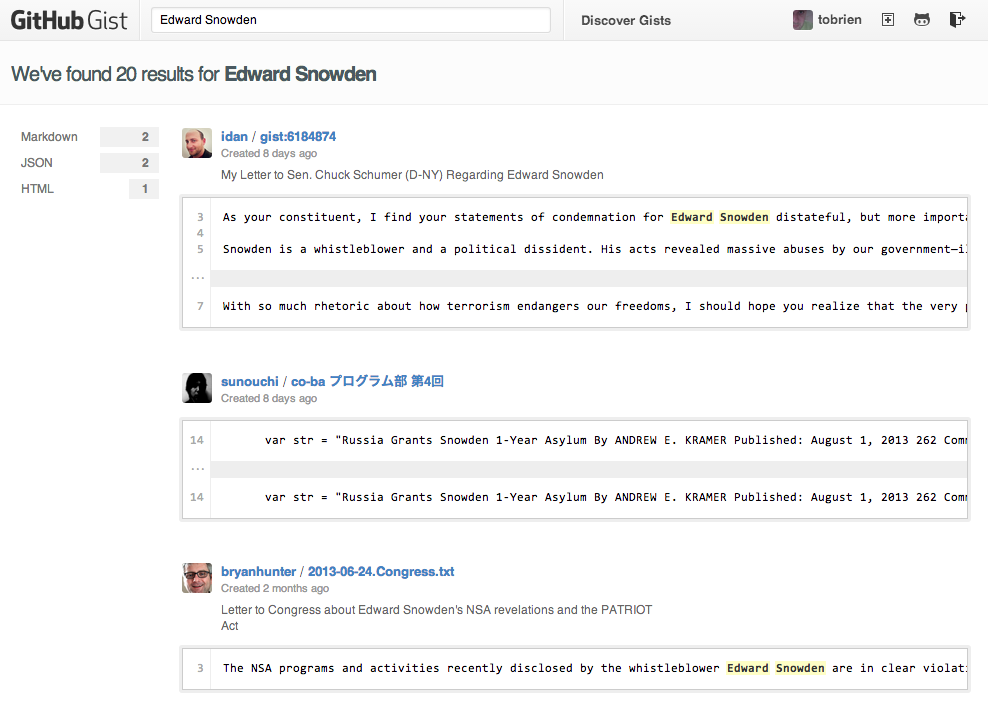 GitHub Gist
Edward Snowden
Discover Gists
tobrien
We've found 20 results for Edward Snowden
Markdown 2
JSON 2
HTML 1
idan / gist:6184874
Created 8 days ago
My Letter to Sen. Chuck Schumer (D-NY) Regarding Edward Snowden
3 As your constituent, I find your statements of condemnation for Edward Snowden distateful, but more importa
4
5 Snowden is a whistleblower and a political dissident. His acts revealed massive abuses by our government—il
...
7 With so much rhetoric about how terrorism endangers our freedoms, I should hope you realize that the very p
sunouchi / co-ba プログラム部 第4回
Created 8 days ago
14 var str = "Russia Grants Snowden 1-Year Asylum By ANDREW E. KRAMER Published: August 1, 2013 262 Com
...
14 var str = "Russia Grants Snowden 1-Year Asylum By ANDREW E. KRAMER Published: August 1, 2013 262 Com
bryanhunter / 2013-06-24.Congress.txt
Created 2 months ago
Letter to Congress about Edward Snowden's NSA revelations and the PATRIOT
Act
3 The NSA programs and activities recently disclosed by the whistleblower Edward Snowden are in clear violati